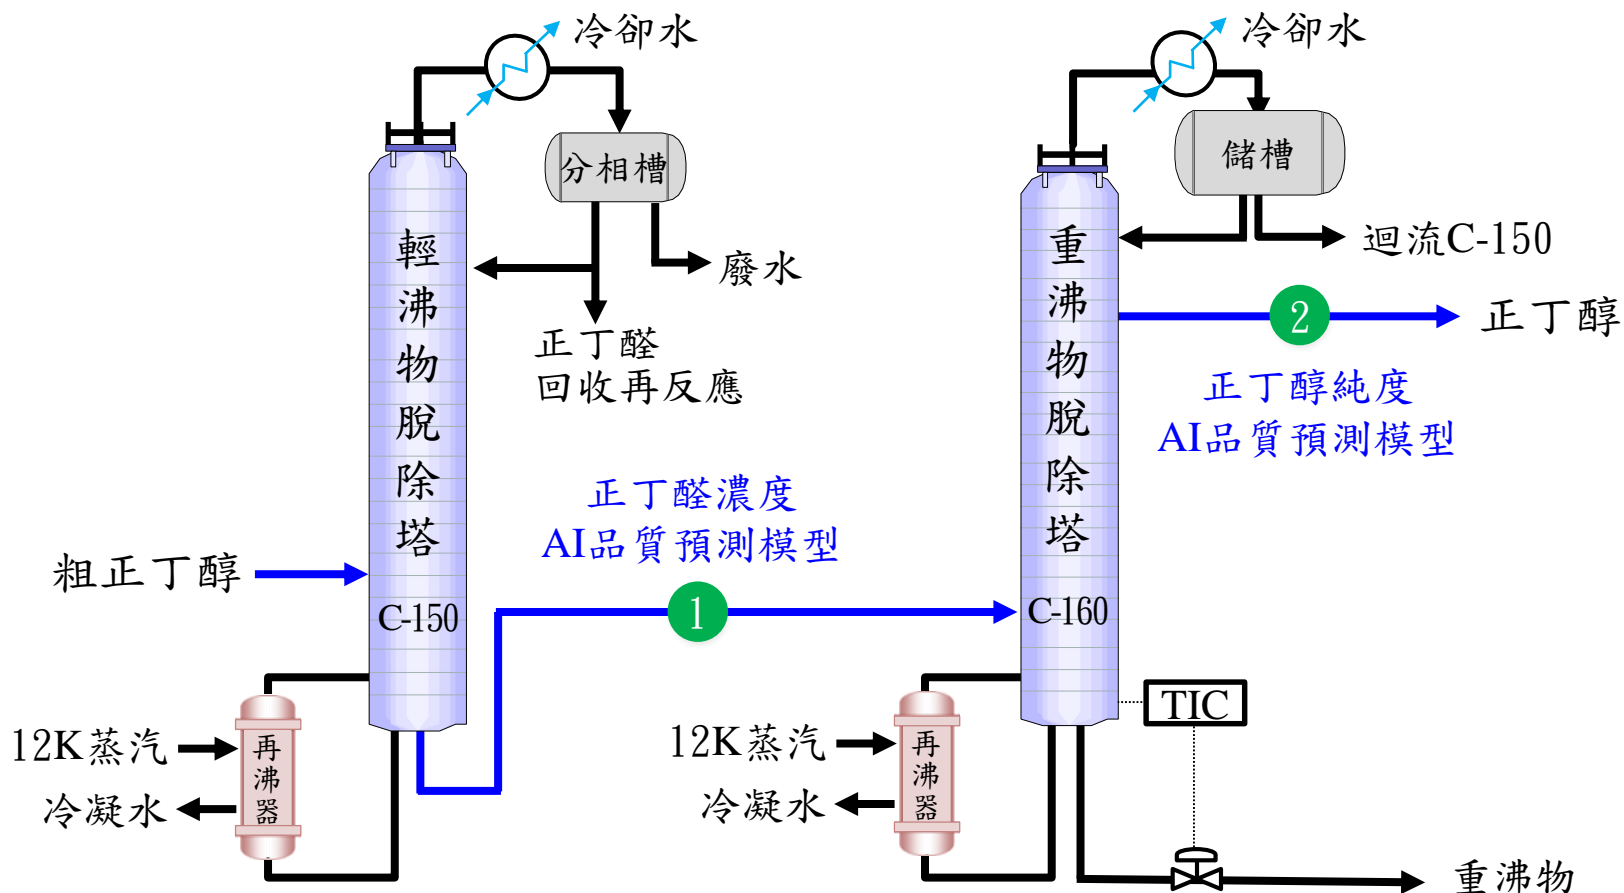 冷卻水
分相槽
廢水
正丁醛
回收再反應
輕沸物脫除塔
C-150
粗正丁醇
12K蒸汽
冷凝水
再沸器
正丁醛濃度
AI品質預測模型
1
冷卻水
儲槽
迴流C-150
重沸物脫除塔
C-160
2
正丁醇
正丁醇純度
AI品質預測模型
12K蒸汽
冷凝水
再沸器
TIC
重沸物